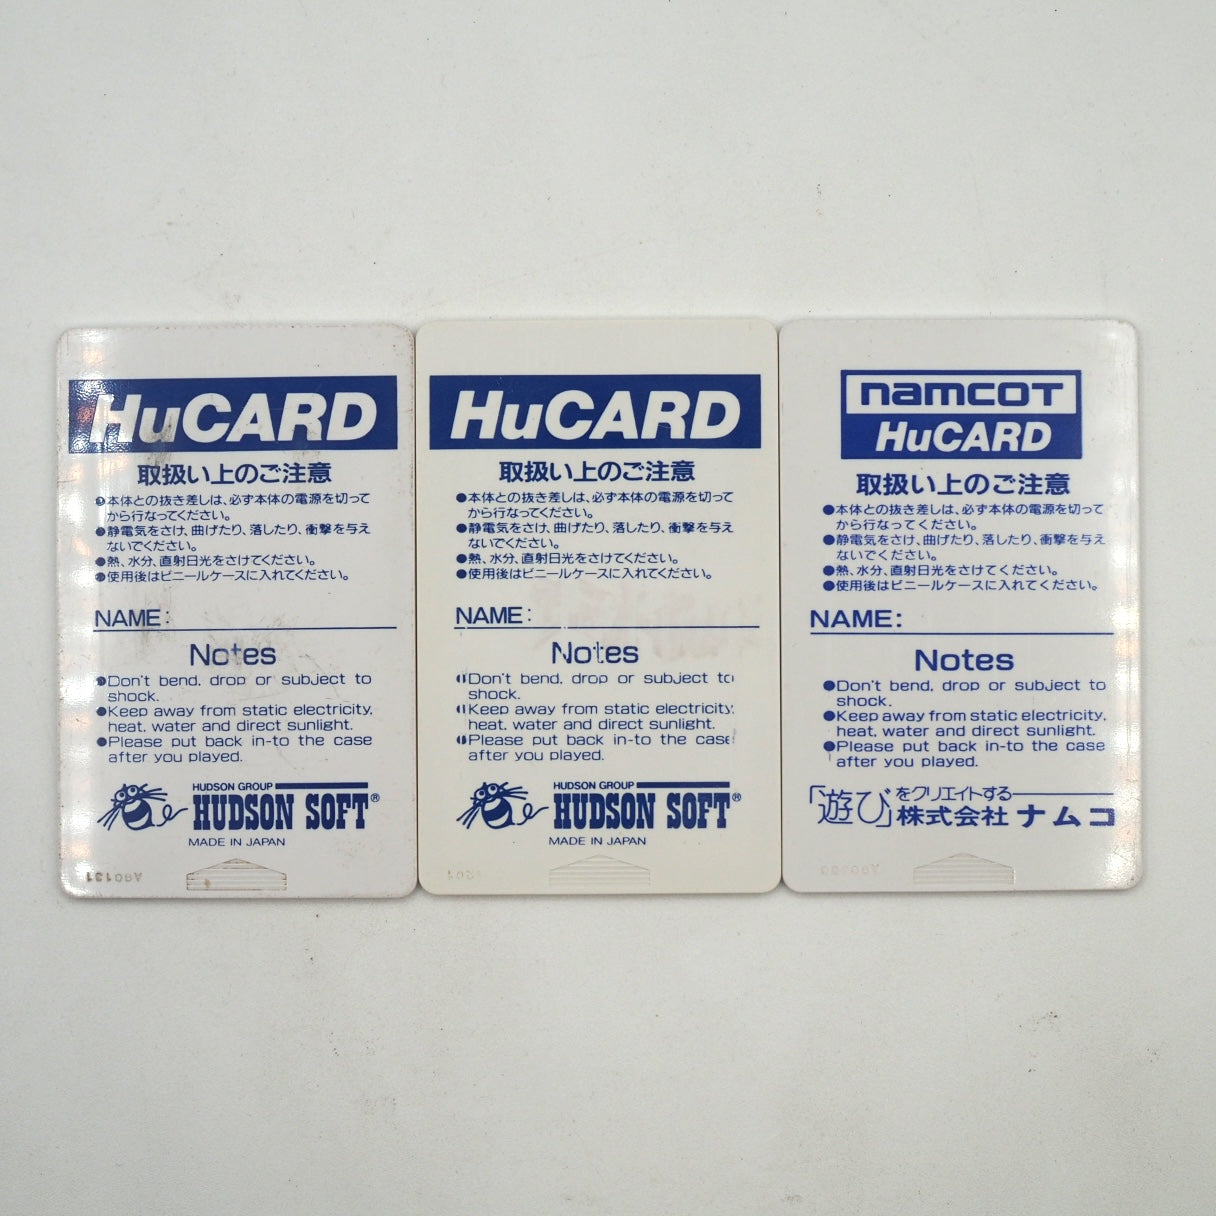 HuCARD
取扱い上のご注意
●本体との抜き差しは、必ず本体の電源を切って
から行なってください。
●静電気をさけ、曲げたり、落したり、衝撃を与え
ないでください。
●熱、水分、直射日光をさけてください。
●使用後はビニールケースに入れてください。
NAME:
Notes
●Don't bend, drop or subject to
shock.
●Keep away from static electricity,
heat, water and direct sunlight.
●Please put back in-to the case
after you played.
HUDSON GROUP
HUDSON SOFT®
MADE IN JAPAN
HuCARD
取扱い上のご注意
●本体との抜き差しは、必ず本体の電源を切って
から行なってください。
●静電気をさけ、曲げたり、落したり、衝撃を与え
ないでください。
●熱、水分、直射日光をさけてください。
●使用後はビニールケースに入れてください。
NAME:
Notes
●Don't bend, drop or subject to
shock.
●Keep away from static electricity,
heat, water and direct sunlight.
●Please put back in-to the case
after you played.
HUDSON GROUP
HUDSON SOFT®
MADE IN JAPAN
namcot
HuCARD
取扱い上のご注意
●本体との抜き差しは、必ず本体の電源を切って
から行なってください。
●静電気をさけ、曲げたり、落したり、衝撃を与え
ないでください。
●熱、水分、直射日光をさけてください。
●使用後はビニールケースに入れてください。
NAME:
Notes
●Don't bend, drop or subject to
shock.
●Keep away from static electricity,
heat, water and direct sunlight.
●Please put back in-to the case
after you played.
「遊び」をクリエイトする
株式会社ナムコ